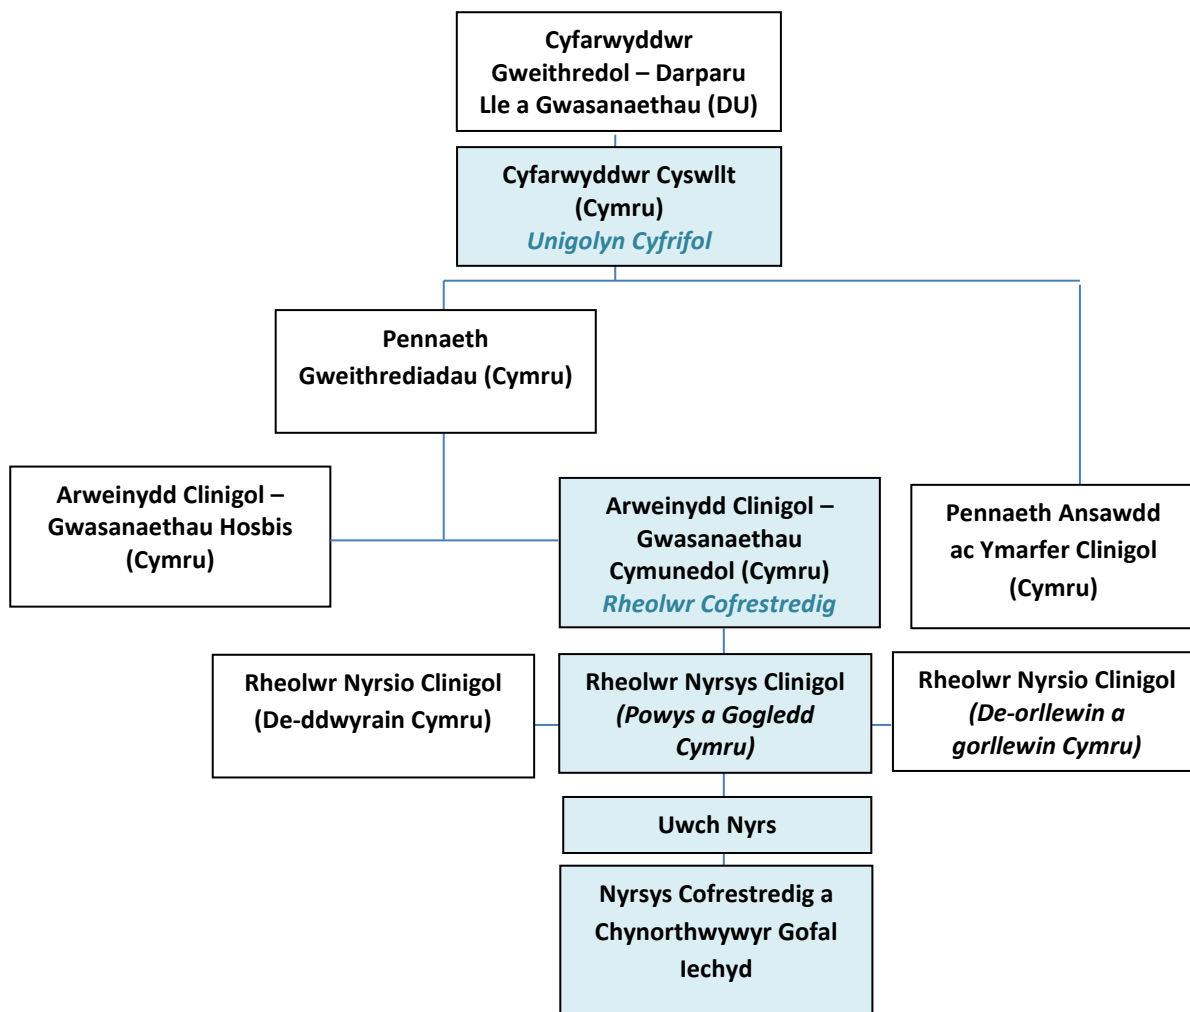 Cyfarwyddwr
Gweithredol – Darparu
Lle a Gwasanaethau (DU)
Cyfarwyddwr Cyswllt
(Cymru)
Unigolyn Cyfrifol
Pennaeth
Gweithrediadau (Cymru)
Arweinydd Clinigol –
Gwasanaethau Hosbis
(Cymru)
Arweinydd Clinigol –
Gwasanaethau
Cymunedol (Cymru)
Rheolwr Cofrestredig
Pennaeth Ansawdd
ac Ymarfer Clinigol
(Cymru)
Rheolwr Nyrsio Clinigol
(De-ddwyrain Cymru)
Rheolwr Nyrsys Clinigol
(Powys a Gogledd
Cymru)
Rheolwr Nyrsio Clinigol
(De-orllewin a
gorllewin Cymru)
Uwch Nyrs
Nyrsys Cofrestredig a
Chynorthwywyr Gofal
Iechyd